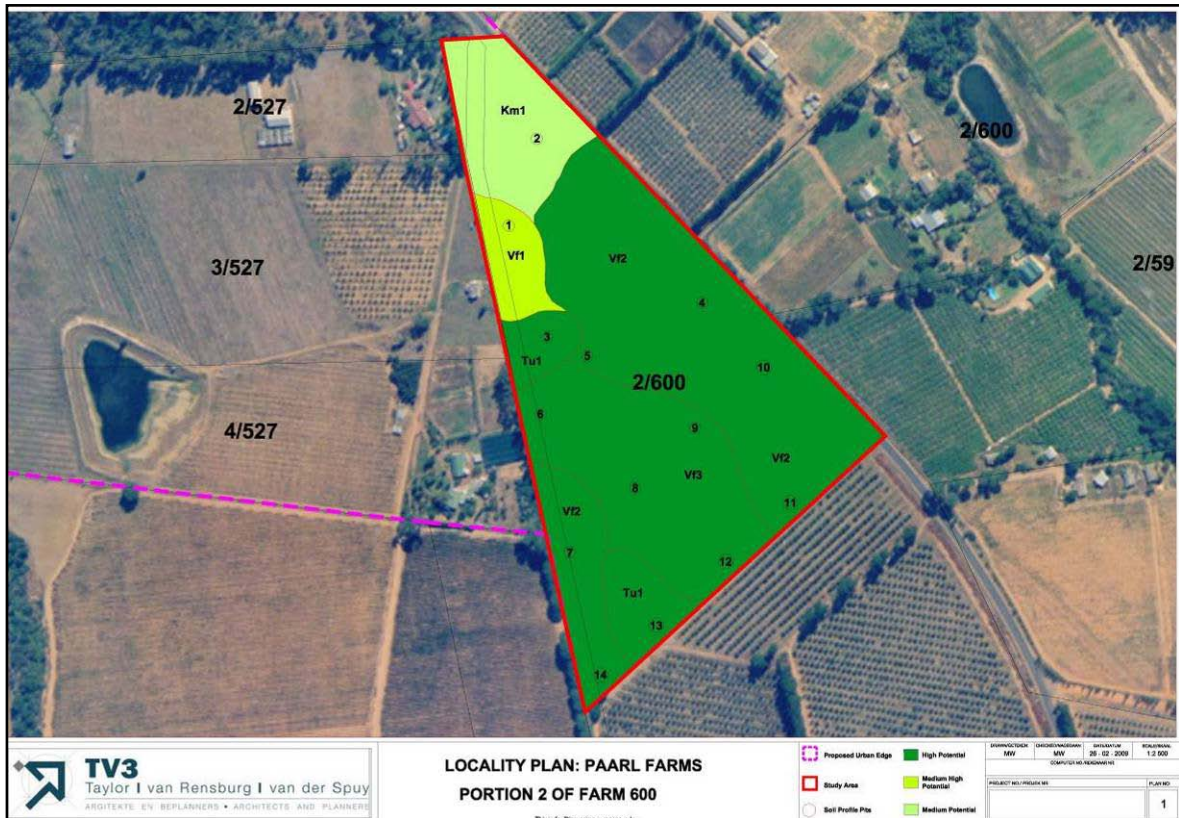 2/527
Km1
2
2/600
1
Vf1
Vf2
3/527
2/59
4
3
5
Tu1
10
2/600
6
4/527
9
Vf2
Vf3
8
11
Vf2
7
12
Tu1
13
14
TV3
Taylor I van Rensburg I van der Spuy
ARGITEKTE EN BEPLANNERS • ARCHITECTS AND PLANNERS
LOCALITY PLAN: PAARL FARMS
PORTION 2 OF FARM 600
Proposed Urban Edge
High Potential
Study Area
Medium High
Potential
Soil Profile Pits
Medium Potential
MW
MW
26 - 02 - 2009
PLAN NO:
1